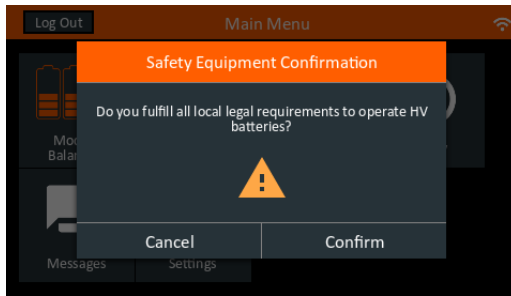 Log Out
Main Menu
Safety Equipment Confirmation
Do you fulfill all local legal requirements to operate HV
batteries?
Cancel
Confirm
Messages
Settings